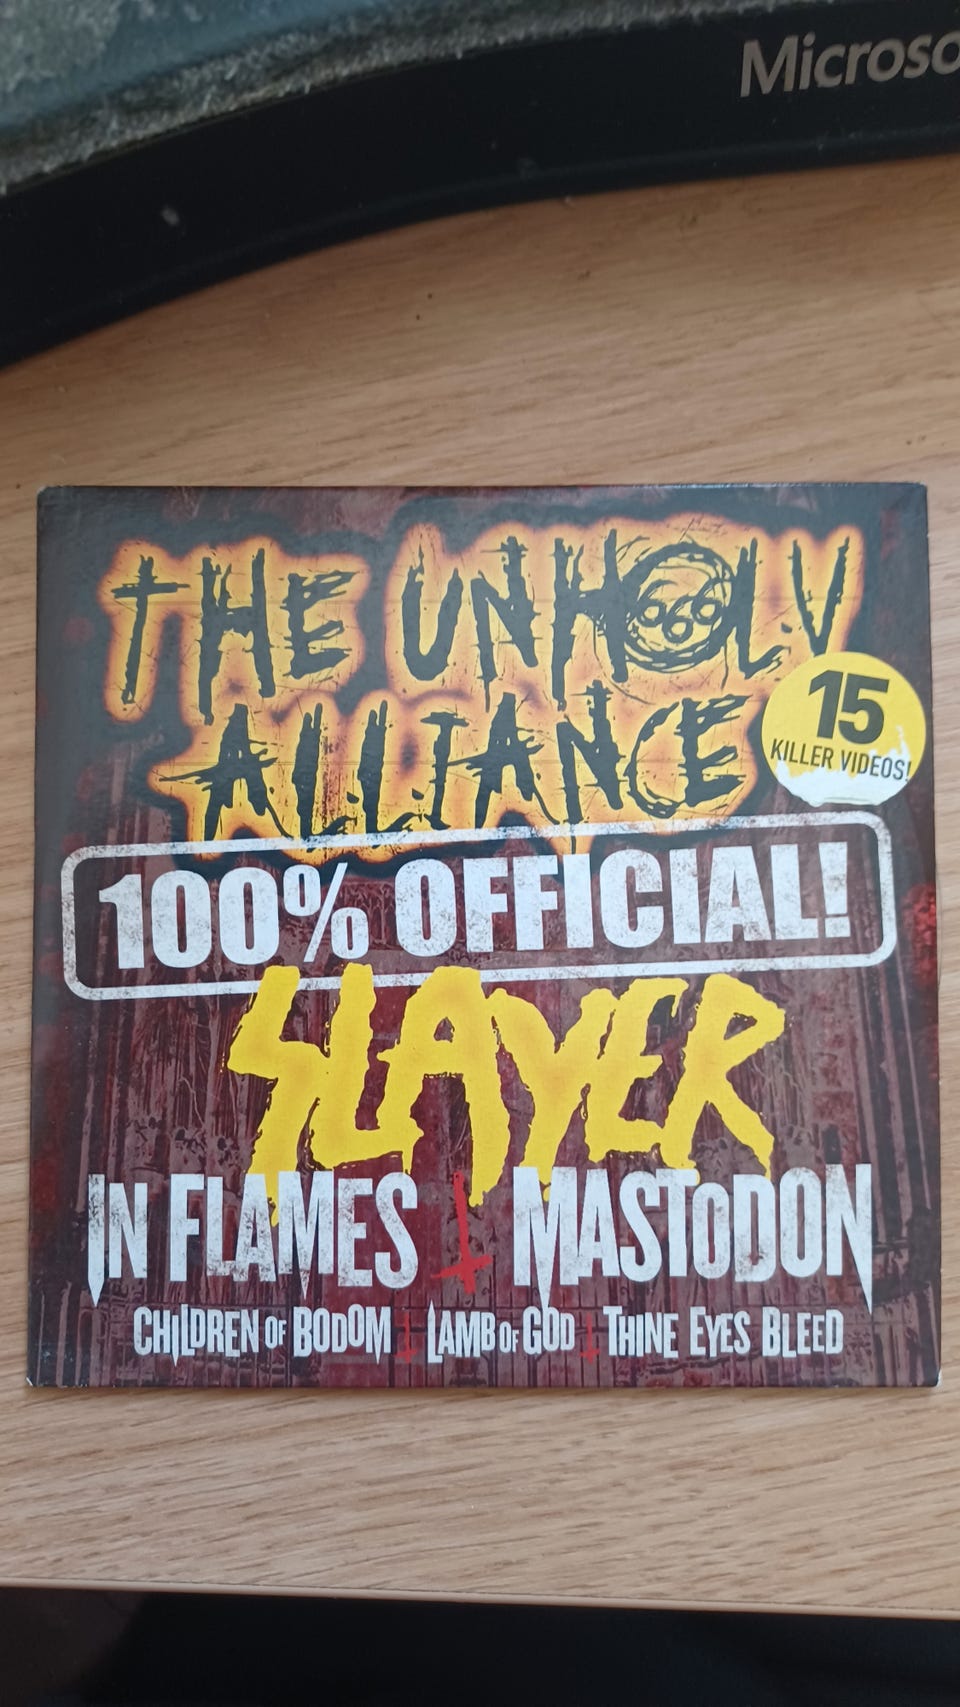 Microso
THE UNHOLY
666
ALLIANCE
15
KILLER VIDEOS!
100% OFFICIAL!
SLAYER
IN FLAMES MASTODON
CHILDREN OF BODOM LAMB OF GOD THINE EYES BLEED